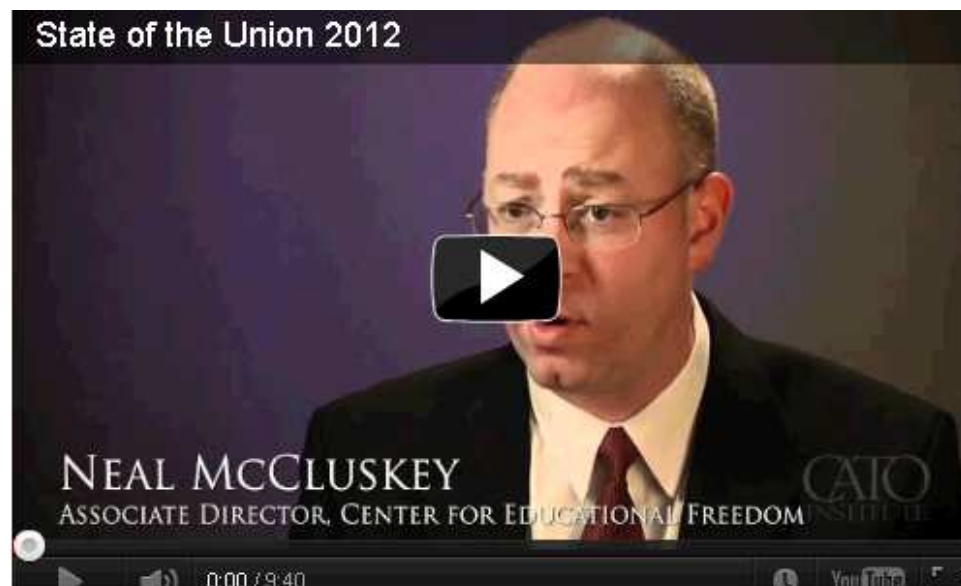 State of the Union 2012
NEAL MCCLUSKEY
ASSOCIATE DIRECTOR, CENTER FOR EDUCATIONAL FREEDOM
CATO
INSTITUTE
0:00 / 9:40
YouTube